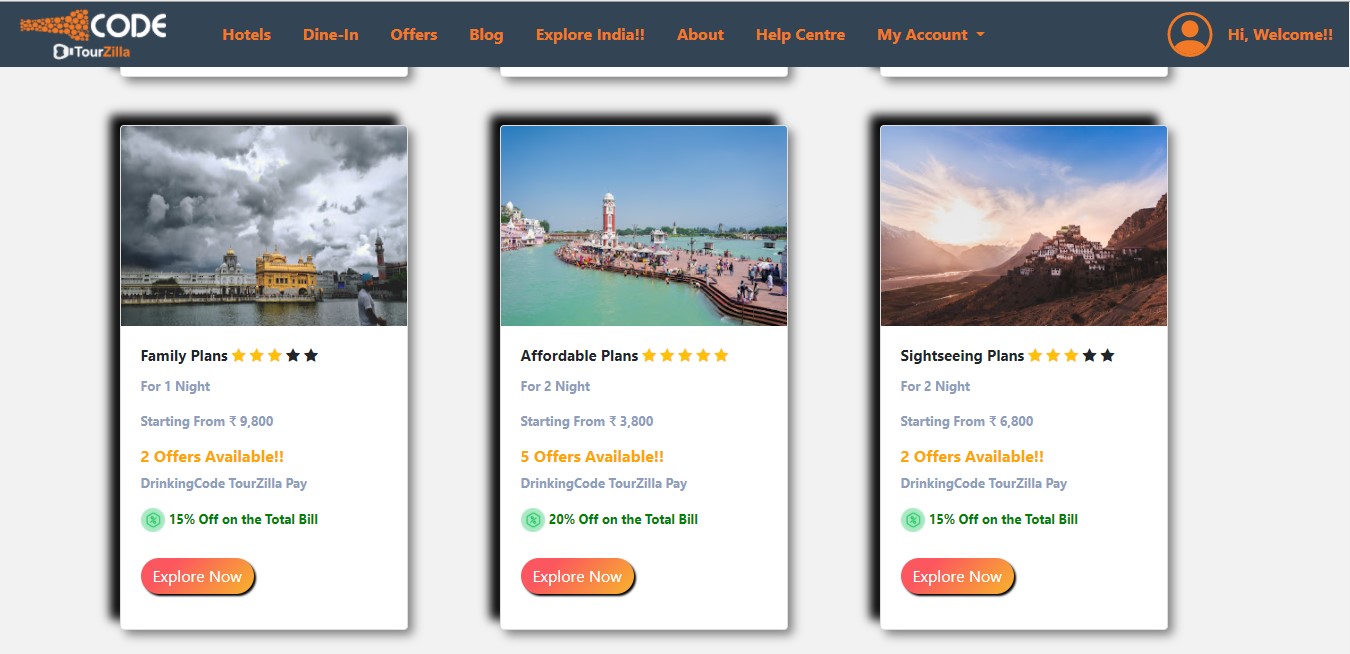 CODE
TourZilla
Hotels Dine-In Offers Blog Explore India!! About Help Centre My Account Hi, Welcome!!
Family Plans
For 1 Night
Starting From ₹ 9,800
2 Offers Available!!
DrinkingCode TourZilla Pay
15% Off on the Total Bill
Explore Now
Affordable Plans
For 2 Night
Starting From ₹ 3,800
5 Offers Available!!
DrinkingCode TourZilla Pay
20% Off on the Total Bill
Explore Now
Sightseeing Plans
For 2 Night
Starting From ₹ 6,800
2 Offers Available!!
DrinkingCode TourZilla Pay
15% Off on the Total Bill
Explore Now